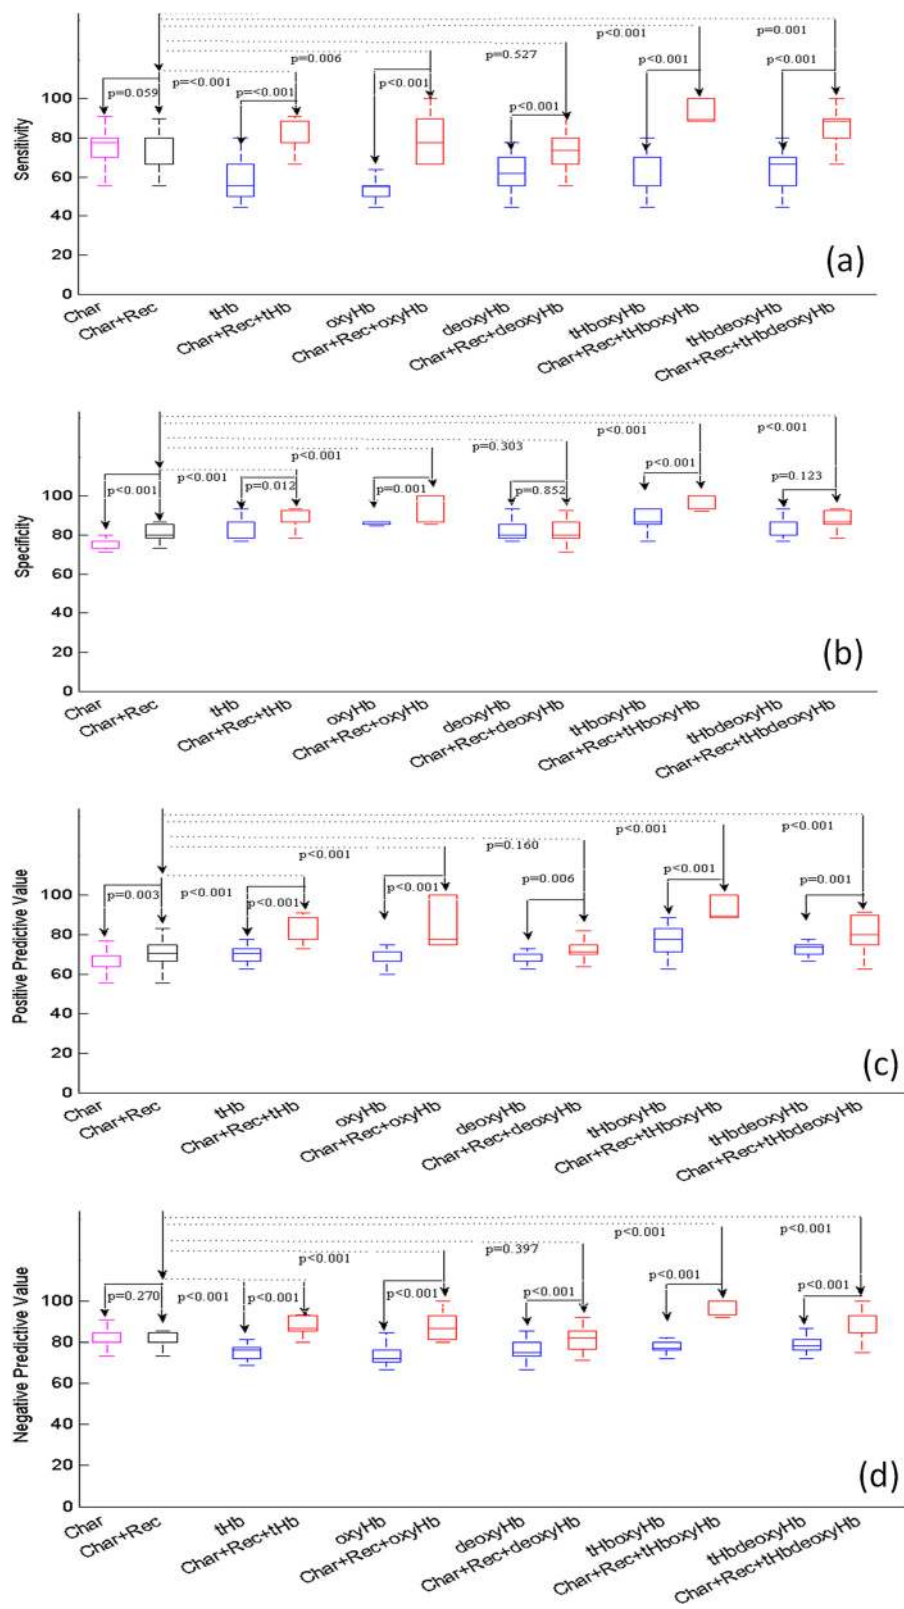 p<0.001
p=0.001
p=0.006
p=0.527
p=0.059
p=<0.001
p=<0.001
p<0.001
p<0.001
p<0.001
p<0.001
100
80
60
40
20
0
Sensitivity
(a)
Char
Char+Rec
tHb
Char+Rec+tHb
oxyHb
Char+Rec+oxyHb
deoxyHb
Char+Rec+deoxyHb
tHboxyHb
Char+Rec+tHboxyHb
tHbdeoxyHb
Char+Rec+tHbdeoxyHb
p<0.001
p<0.001
p=0.303
p<0.001
p<0.001
p<0.001
p=0.012
p=0.001
p=0.852
p<0.001
p=0.123
100
80
60
40
20
0
Specificity
(b)
Char
Char+Rec
tHb
Char+Rec+tHb
oxyHb
Char+Rec+oxyHb
deoxyHb
Char+Rec+deoxyHb
tHboxyHb
Char+Rec+tHboxyHb
tHbdeoxyHb
Char+Rec+tHbdeoxyHb
p<0.001
p<0.001
p=0.160
p<0.001
p=0.003
p<0.001
p<0.001
p<0.001
p=0.006
p<0.001
p=0.001
100
80
60
40
20
0
Positive Predictive Value
(c)
Char
Char+Rec
tHb
Char+Rec+tHb
oxyHb
Char+Rec+oxyHb
deoxyHb
Char+Rec+deoxyHb
tHboxyHb
Char+Rec+tHboxyHb
tHbdeoxyHb
Char+Rec+tHbdeoxyHb
p<0.001
p<0.001
p=0.397
p<0.001
p=0.270
p<0.001
p<0.001
p<0.001
p<0.001
p<0.001
p<0.001
100
80
60
40
20
0
Negative Predictive Value
(d)
Char
Char+Rec
tHb
Char+Rec+tHb
oxyHb
Char+Rec+oxyHb
deoxyHb
Char+Rec+deoxyHb
tHboxyHb
Char+Rec+tHboxyHb
tHbdeoxyHb
Char+Rec+tHbdeoxyHb